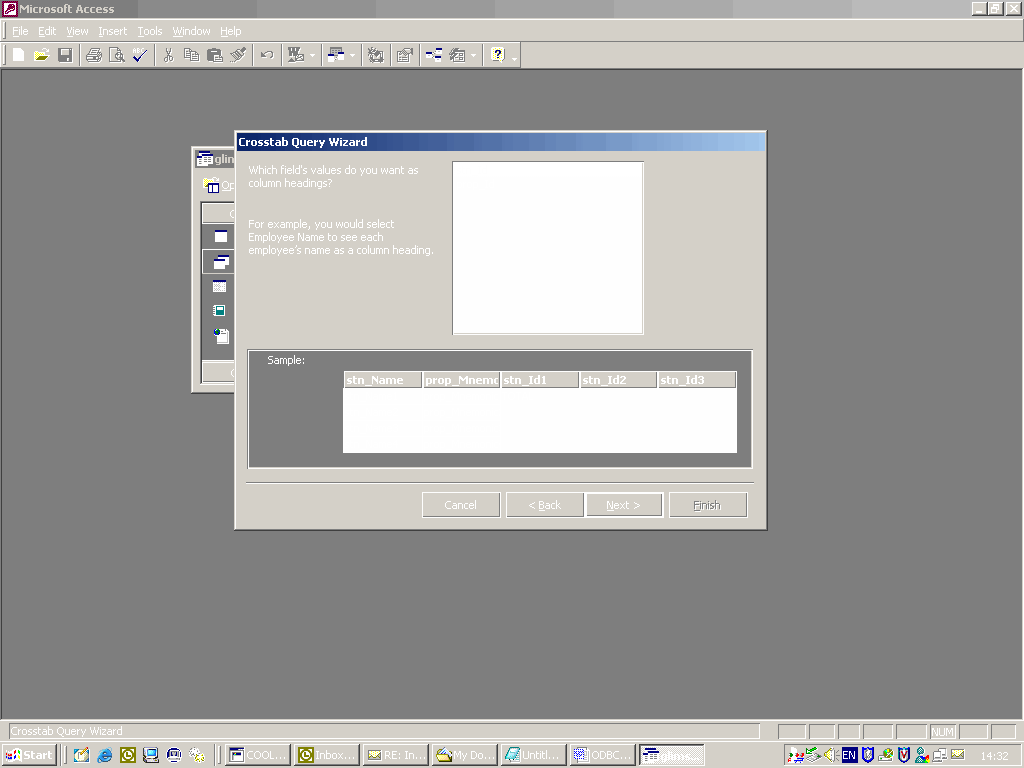 Microsoft Access
File Edit View Insert Tools Window Help
Crosstab Query Wizard
glim
Op
Which field's values do you want as
column headings?
For example, you would select
Employee Name to see each
employee's name as a column heading.
Sample:
stn_Name prop_Mnemo stn_Id1 stn_Id2 stn_Id3
Cancel < Back Next > Finish
Crosstab Query Wizard NUM
Start COOL... Inbox... RE: In... My Do... Untitl... ODBC... glims... EN 14:32